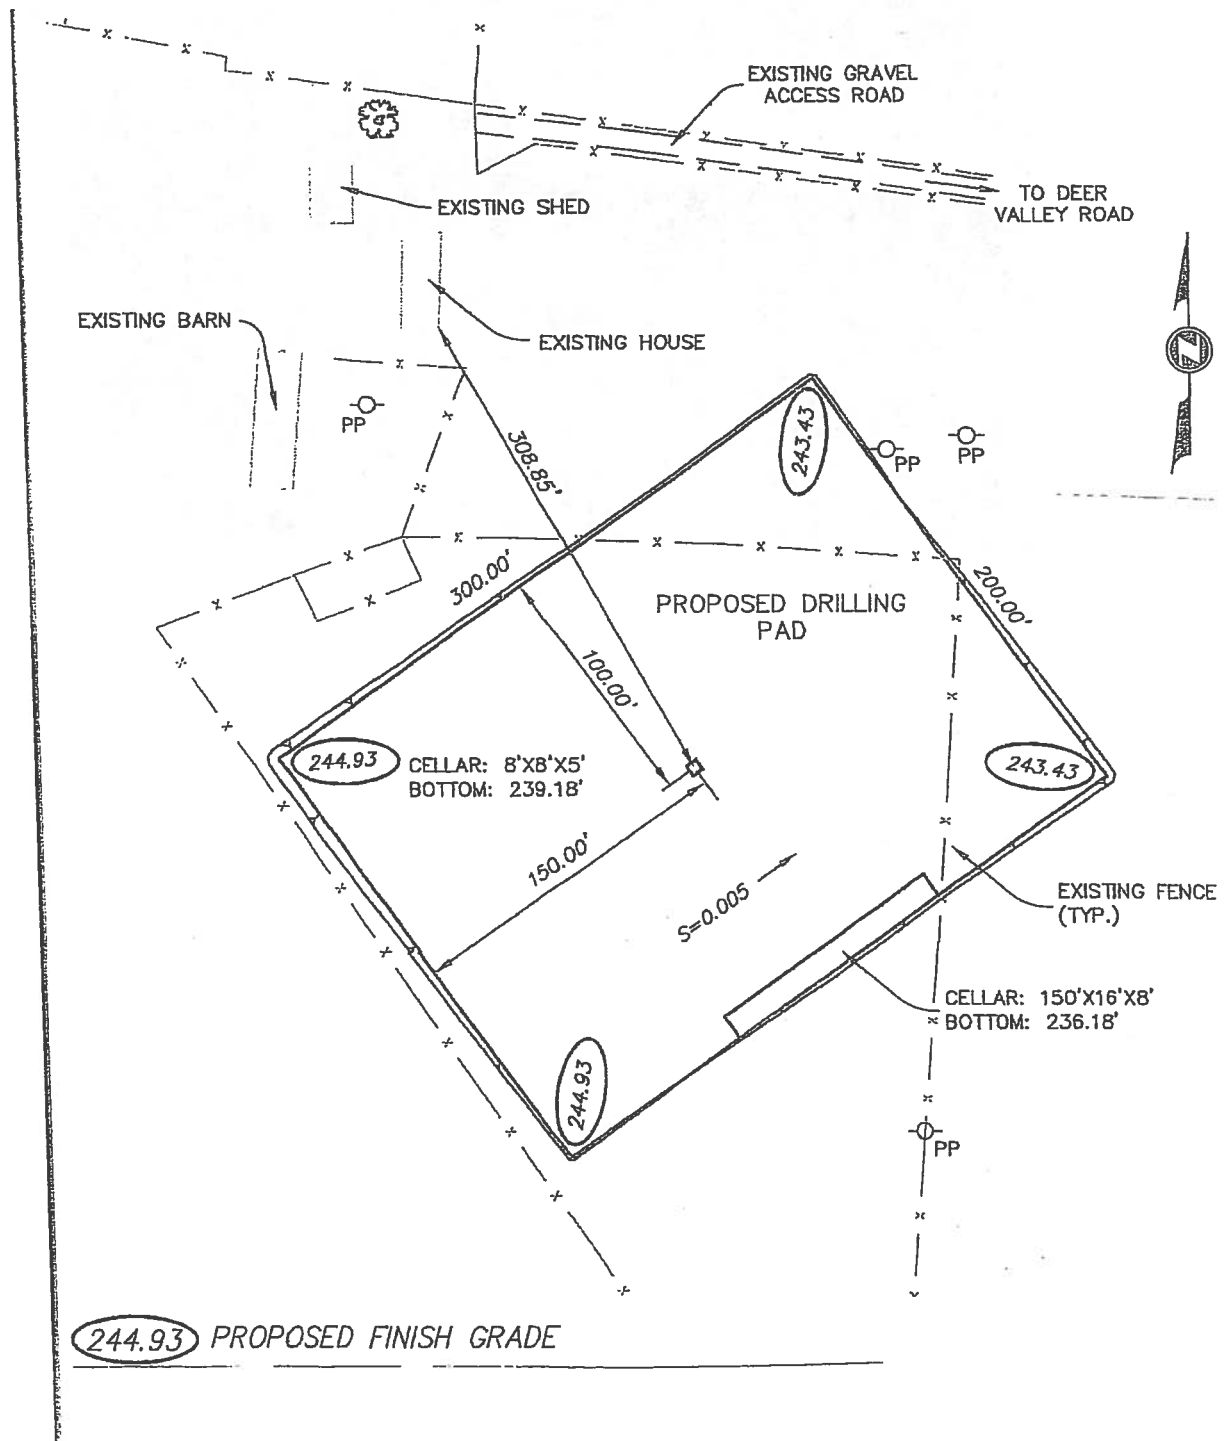 EXISTING GRAVEL
ACCESS ROAD
TO DEER
VALLEY ROAD
EXISTING SHED
EXISTING BARN
EXISTING HOUSE
N
PP
PP
PP
308.85'
243.43
300.00'
200.00'
PROPOSED DRILLING
PAD
100.00'
244.93
CELLAR: 8'X8'X5'
BOTTOM: 239.18'
243.43
150.00'
S=0.005
EXISTING FENCE
(TYP.)
CELLAR: 150'X16'X8'
BOTTOM: 236.18'
244.93
PP
244.93 PROPOSED FINISH GRADE